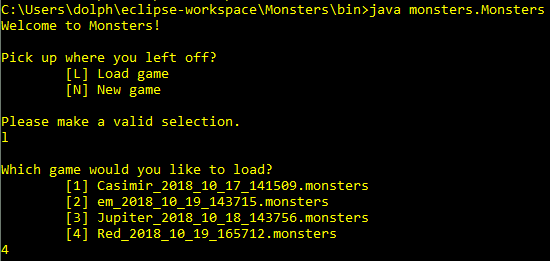 C:\Users\dolph\eclipse-workspace\Monsters\bin>java monsters.Monsters
Welcome to Monsters!
Pick up where you left off?
[L] Load game
[N] New game
Please make a valid selection.
l
Which game would you like to load?
[1] Casimir_2018_10_17_141509.monsters
[2] em_2018_10_19_143715.monsters
[3] Jupiter_2018_10_18_143756.monsters
[4] Red_2018_10_19_165712.monsters
4